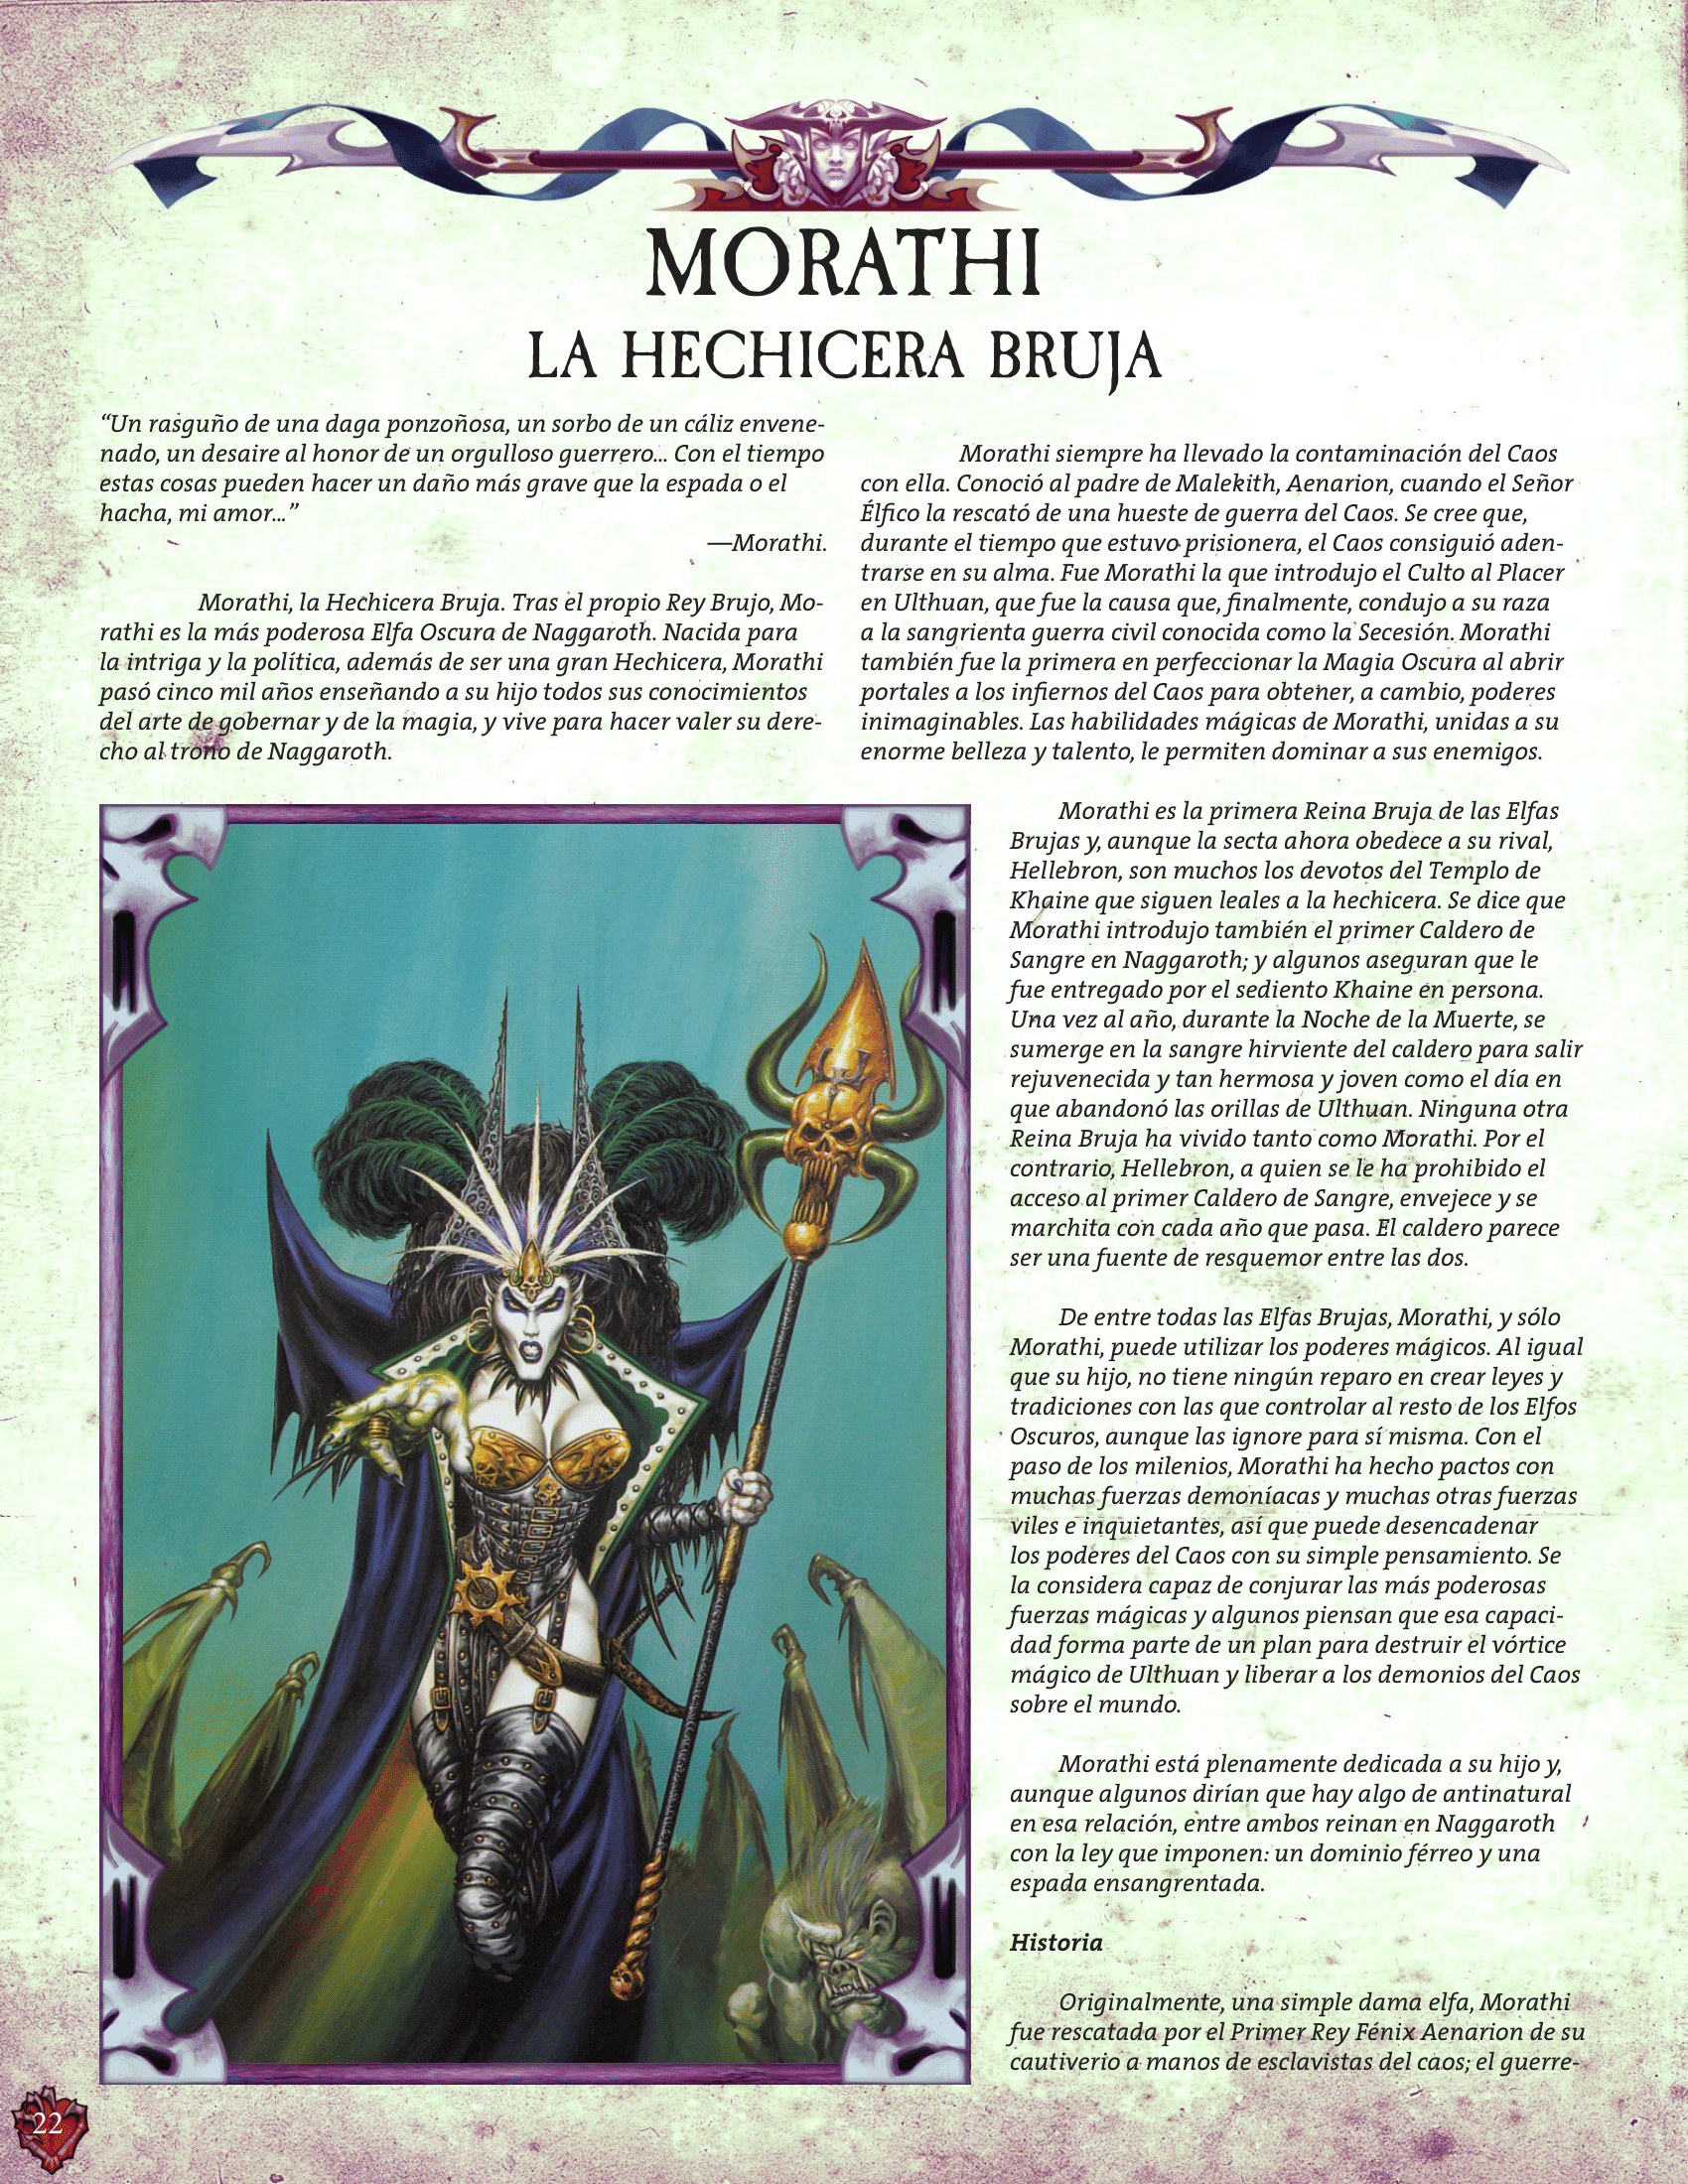 MORATHI
LA HECHICERA BRUJA
“Un rasguño de una daga ponzoñosa, un sorbo de un cáliz envene-
nado, un desaire al honor de un orgulloso guerrero... Con el tiempo
estas cosas pueden hacer un daño más grave que la espada o el
hacha, mi amor...”
—Morathi.
Morathi, la Hechicera Bruja. Tras el propio Rey Brujo, Mo-
rathi es la más poderosa Elfa Oscura de Naggaroth. Nacida para
la intriga y la política, además de ser una gran Hechicera, Morathi
pasó cinco mil años enseñando a su hijo todos sus conocimientos
del arte de gobernar y de la magia, y vive para hacer valer su dere-
cho al trono de Naggaroth.
Morathi siempre ha llevado la contaminación del Caos
con ella. Conoció al padre de Malekith, Aenarion, cuando el Señor
Élfico la rescató de una hueste de guerra del Caos. Se cree que,
durante el tiempo que estuvo prisionera, el Caos consiguió aden-
trarse en su alma. Fue Morathi la que introdujo el Culto al Placer
en Ulthuan, que fue la causa que, finalmente, condujo a su raza
a la sangrienta guerra civil conocida como la Secesión. Morathi
también fue la primera en perfeccionar la Magia Oscura al abrir
portales a los infiernos del Caos para obtener, a cambio, poderes
inimaginables. Las habilidades mágicas de Morathi, unidas a su
enorme belleza y talento, le permiten dominar a sus enemigos.
Morathi es la primera Reina Bruja de las Elfas
Brujas y, aunque la secta ahora obedece a su rival,
Hellebron, son muchos los devotos del Templo de
Khaine que siguen leales a la hechicera. Se dice que
Morathi introdujo también el primer Caldero de
Sangre en Naggaroth; y algunos aseguran que le
fue entregado por el sediento Khaine en persona.
Una vez al año, durante la Noche de la Muerte, se
sumerge en la sangre hirviente del caldero para salir
rejuvenecida y tan hermosa y joven como el día en
que abandonó las orillas de Ulthuan. Ninguna otra
Reina Bruja ha vivido tanto como Morathi. Por el
contrario, Hellebron, a quien se le ha prohibido el
acceso al primer Caldero de Sangre, envejece y se
marchita con cada año que pasa. El caldero parece
ser una fuente de resquemor entre las dos.
De entre todas las Elfas Brujas, Morathi, y sólo
Morathi, puede utilizar los poderes mágicos. Al igual
que su hijo, no tiene ningún reparo en crear leyes y
tradiciones con las que controlar al resto de los Elfos
Oscuros, aunque las ignore para sí misma. Con el
paso de los milenios, Morathi ha hecho pactos con
muchas fuerzas demoníacas y muchas otras fuerzas
viles e inquietantes, así que puede desencadenar
los poderes del Caos con su simple pensamiento. Se
la considera capaz de conjurar las más poderosas
fuerzas mágicas y algunos piensan que esa capaci-
dad forma parte de un plan para destruir el vórtice
mágico de Ulthuan y liberar a los demonios del Caos
sobre el mundo.
Morathi está plenamente dedicada a su hijo y,
aunque algunos dirían que hay algo de antinatural
en esa relación, entre ambos reinan en Naggaroth
con la ley que imponen: un dominio férreo y una
espada ensangrentada.
Historia
Originalmente, una simple dama elfa, Morathi
fue rescatada por el Primer Rey Fénix Aenarion de su
cautiverio a manos de esclavistas del caos; el guerre-
22